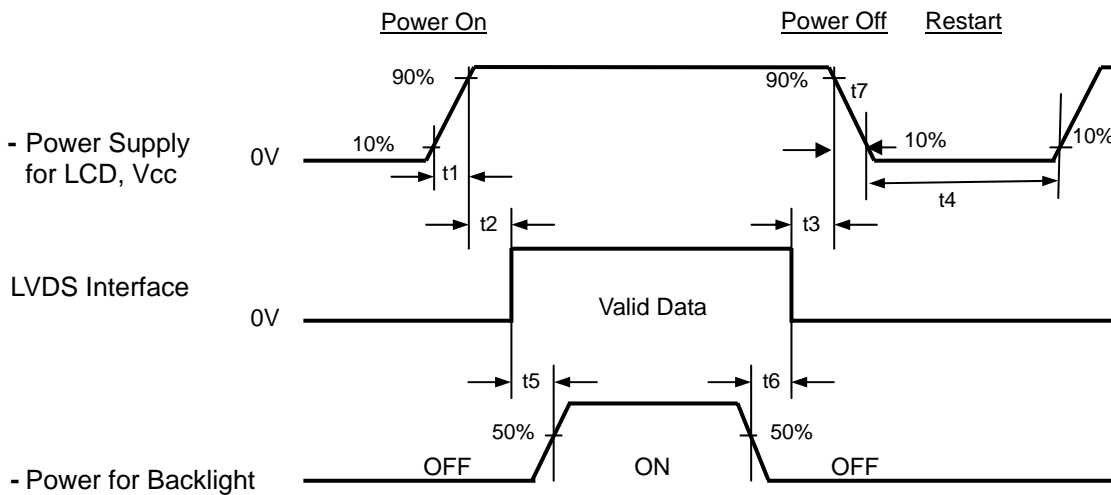 Power On
Power Off Restart
90% 90% t7
- Power Supply
for LCD, Vcc
0V 10% 10% 10%
t1 t4
t2 t3
LVDS Interface
0V Valid Data
t5 t6
50% 50%
- Power for Backlight OFF ON OFF